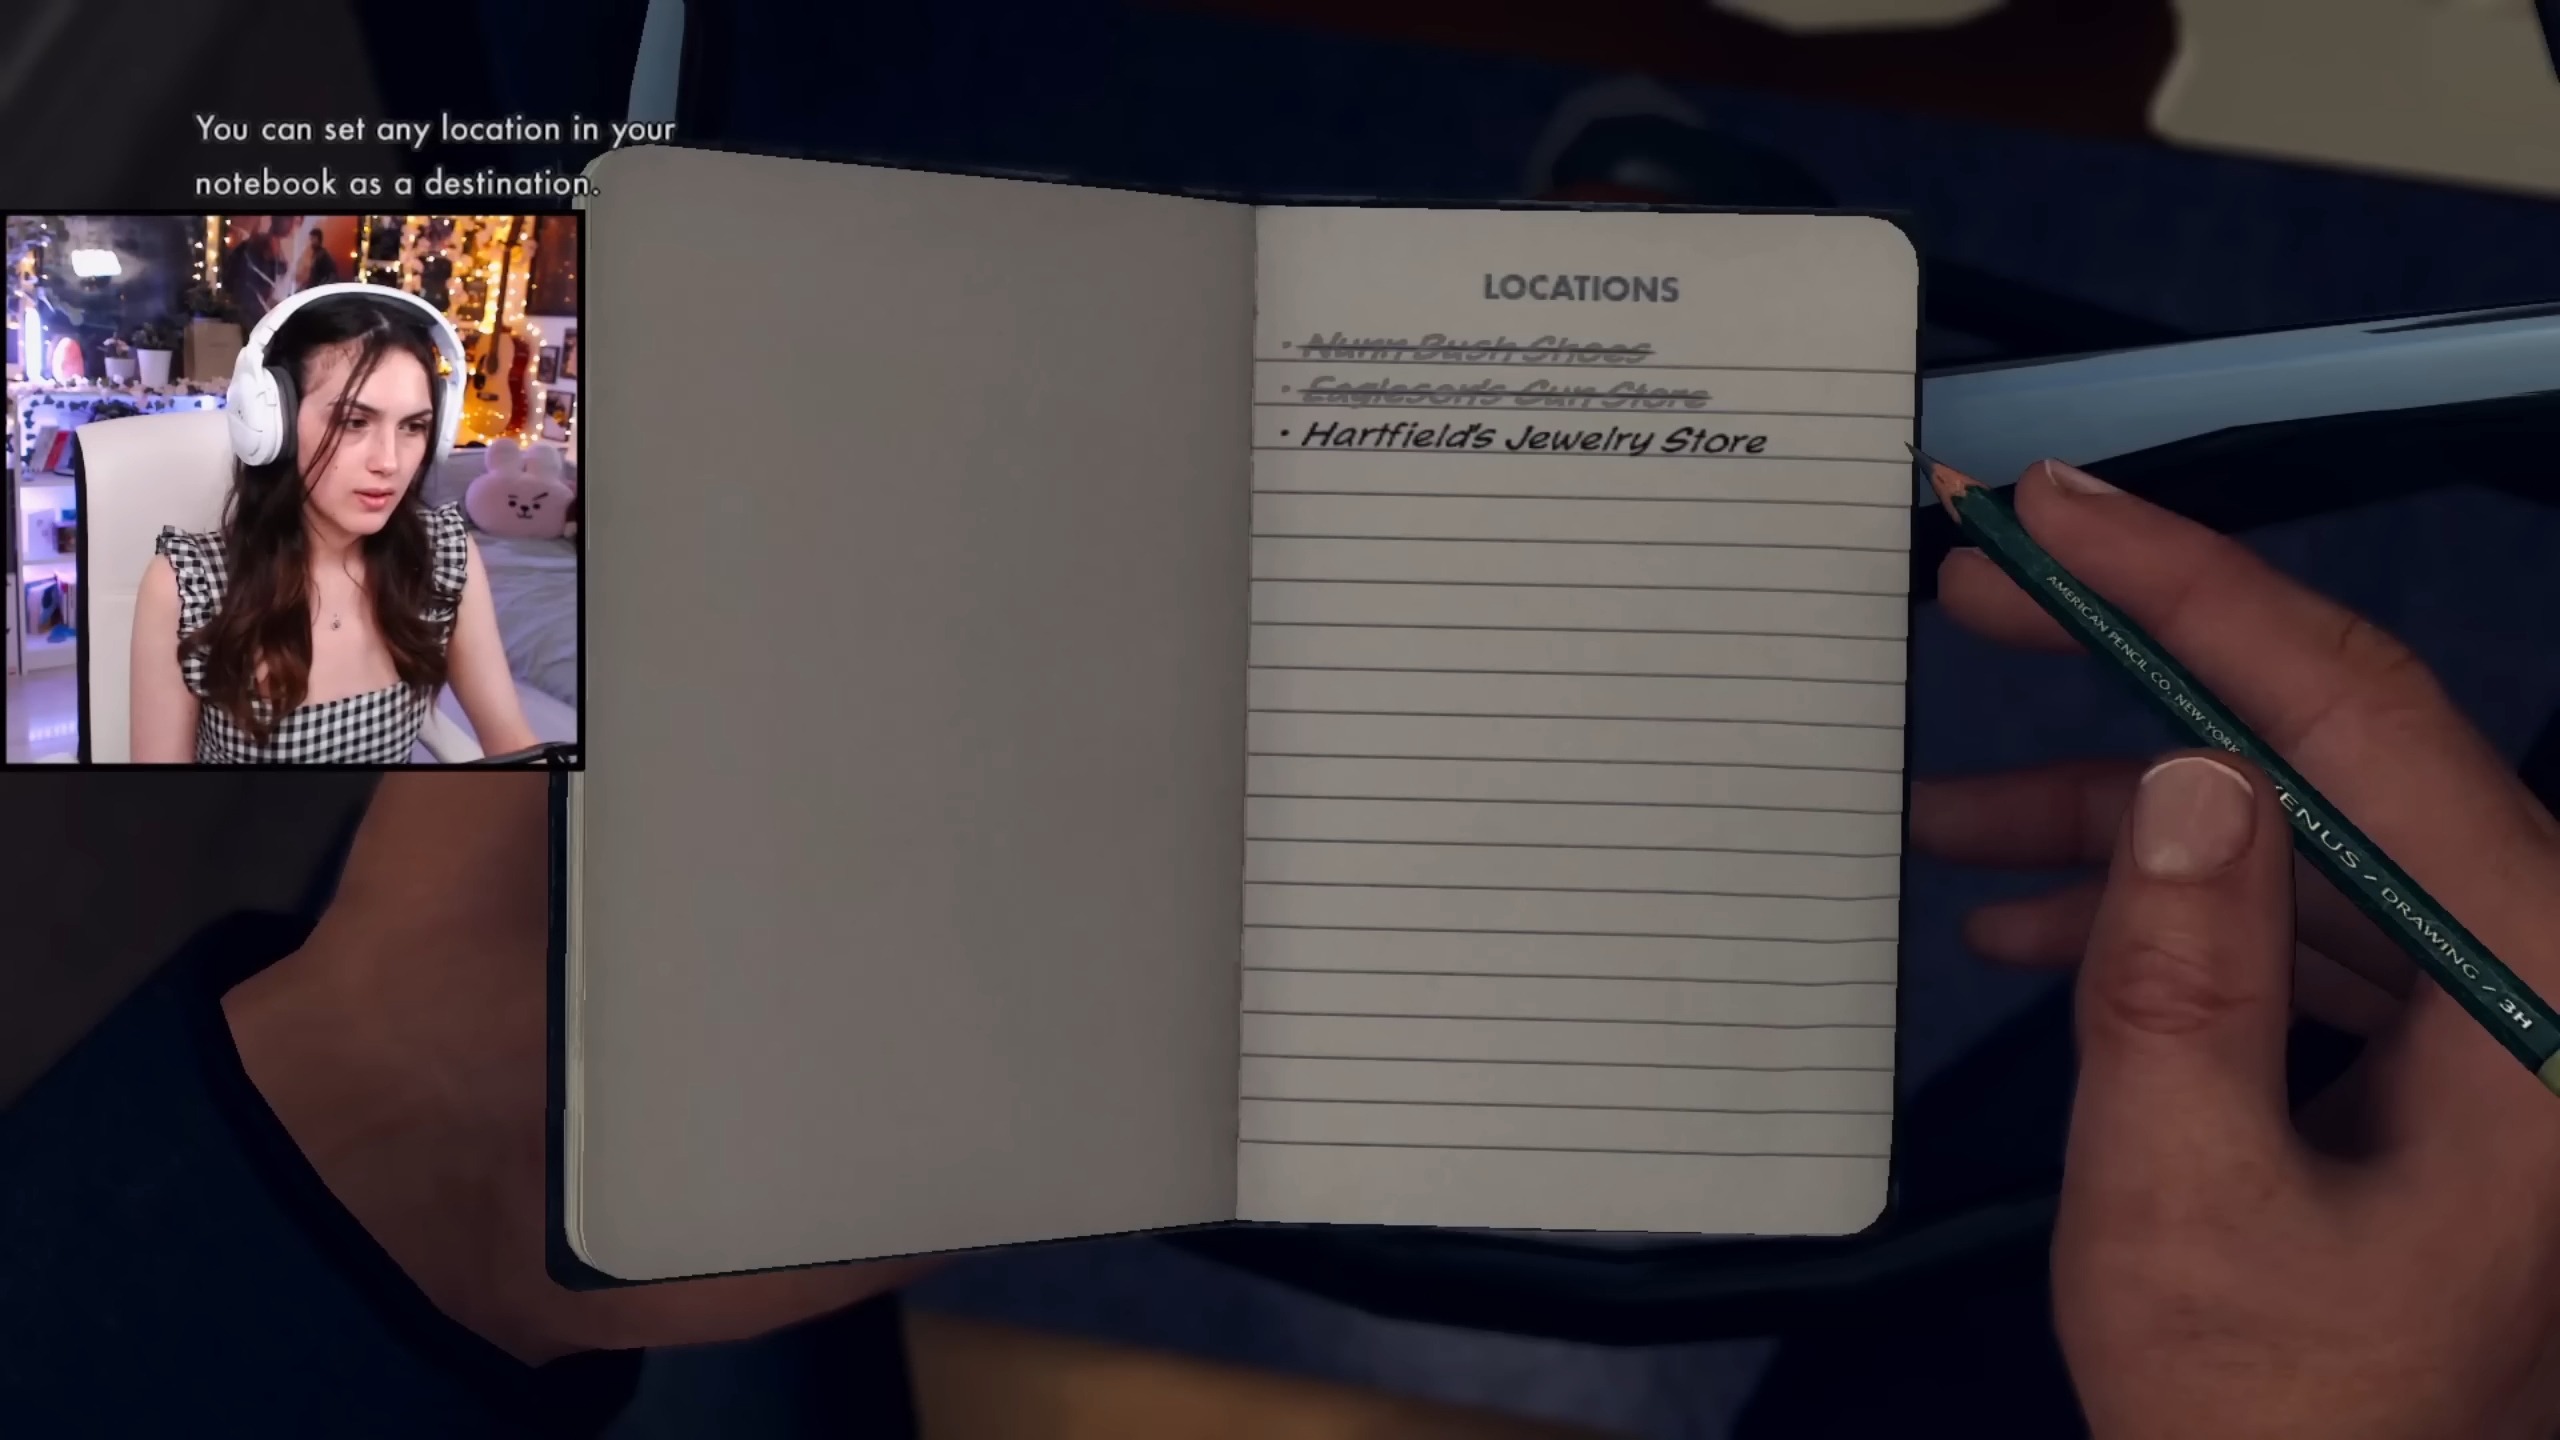 You can set any location in your
notebook as a destination.
LOCATIONS
• Nunn Bush Shoes
• Eagleson's Gun Store
• Hartfield's Jewelry Store
AMERICAN PENCIL CO. NEW YORK
VENUS / DRAWING / 3H